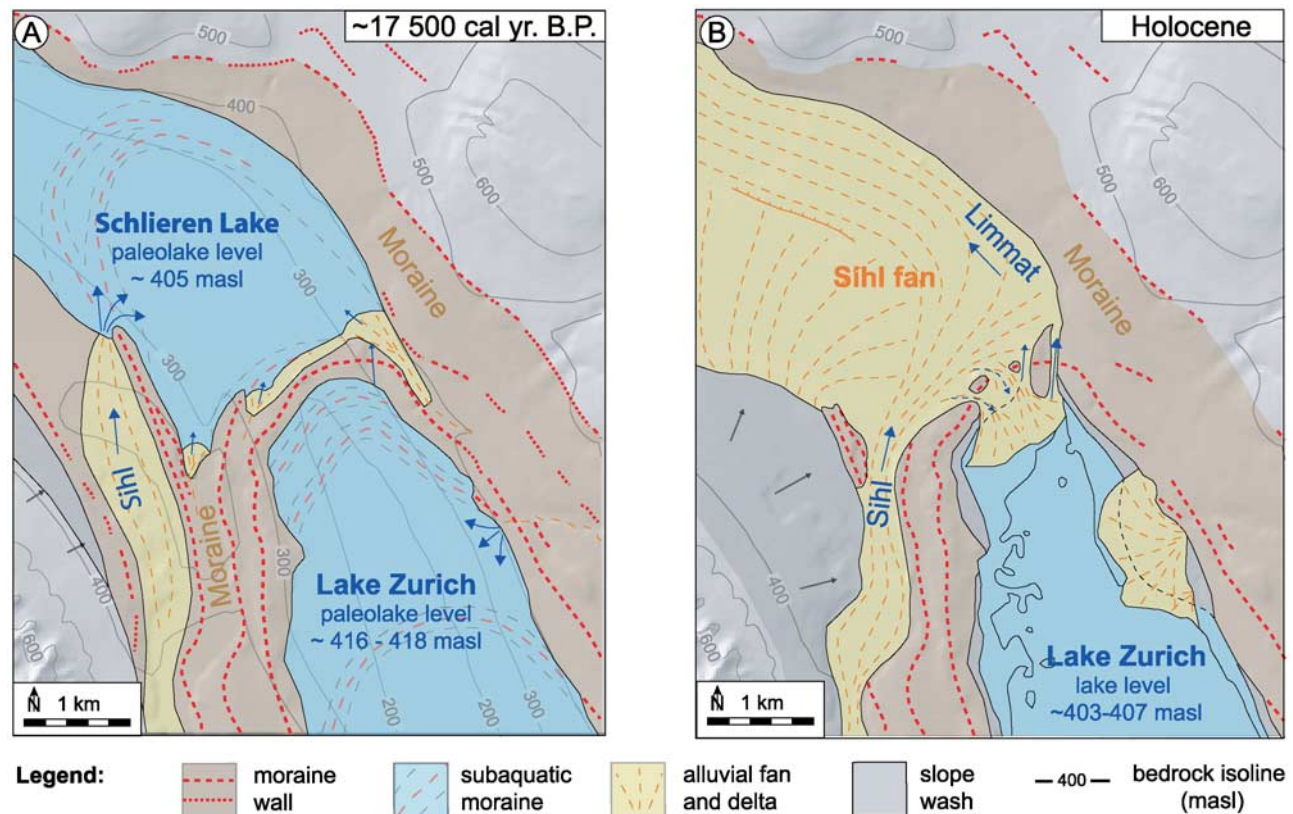 A
~17 500 cal yr. B.P.
500
400
500
600
Schlieren Lake
paleolake level
~ 405 masl
Moraine
300
300
Sihl
Moraine
300
Lake Zurich
paleolake level
~ 416 - 418 masl
400
600
200
200
300
N
1 km
B
Holocene
500
500
600
Limmat
Moraine
Sihl fan
Sihl
400
600
Lake Zurich
lake level
~403-407 masl
N
1 km
Legend:
moraine
wall
subaquatic
moraine
alluvial fan
and delta
slope
wash
400
bedrock isoline
(masl)